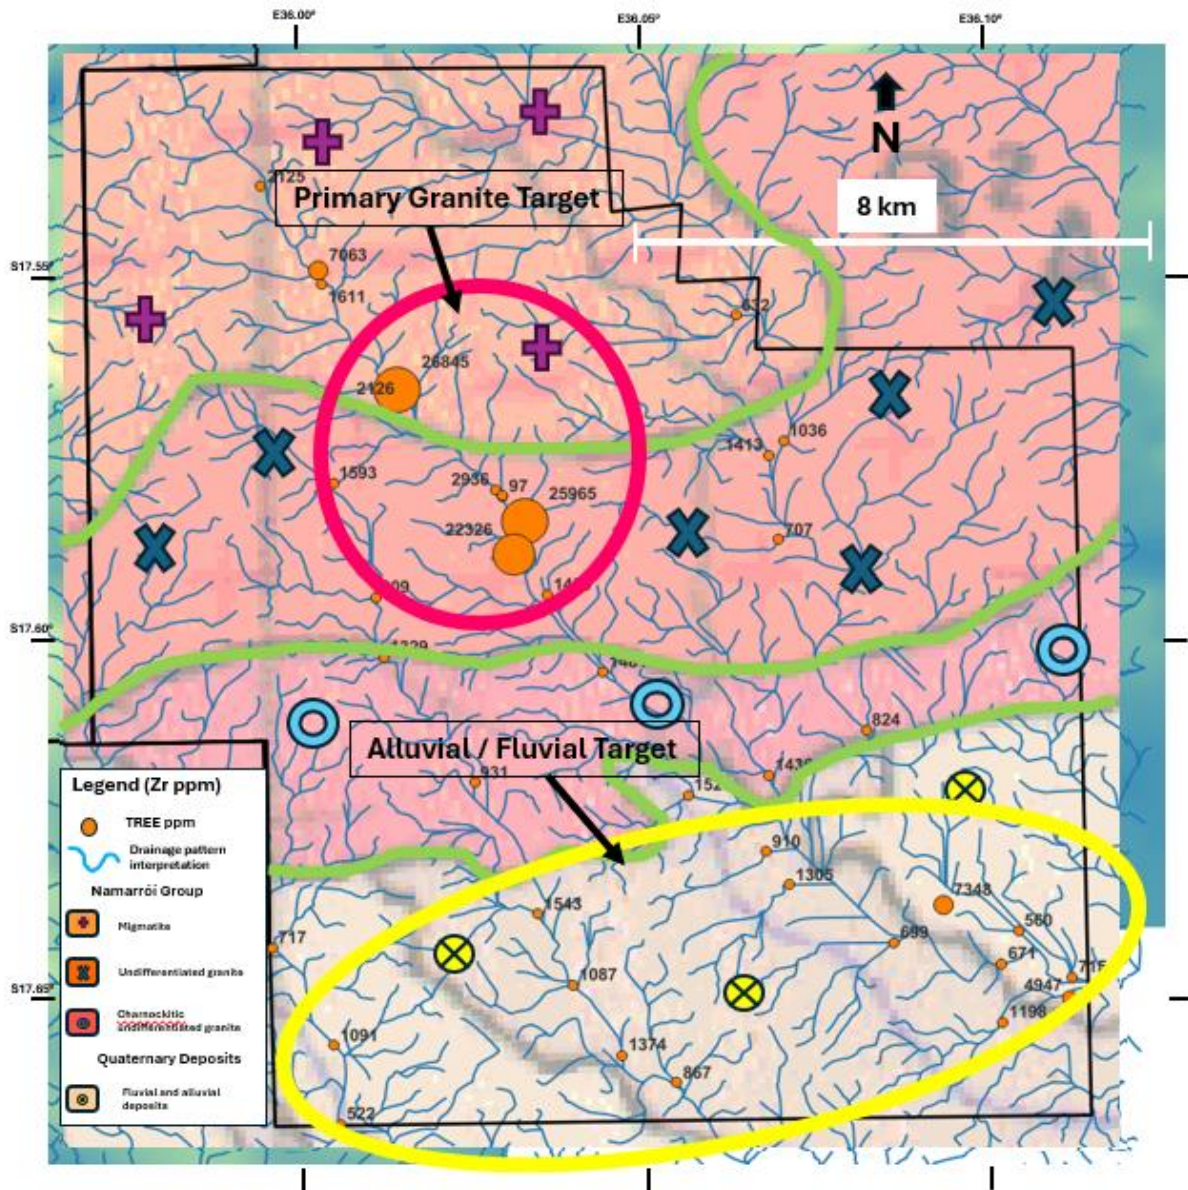 E36.00°
E36.05°
E36.10°
N
8 km
2125
Primary Granite Target
7063
1611
S17.55°
632
26845
2126
1036
1413
1593
2936
97
25965
22326
707
S17.60°
824
Alluvial / Fluvial Target
931
Legend (Zr ppm)
TREE ppm
Drainage pattern
interpretation
Namarrói Group
Migmatite
Undifferentiated granite
Charnockitic
undifferentiated granite
Quaternary Deposits
Fluvial and alluvial
deposits
910
1305
7348
1543
560
699
717
671
1087
4947
S17.65°
1198
1091
1374
867
522